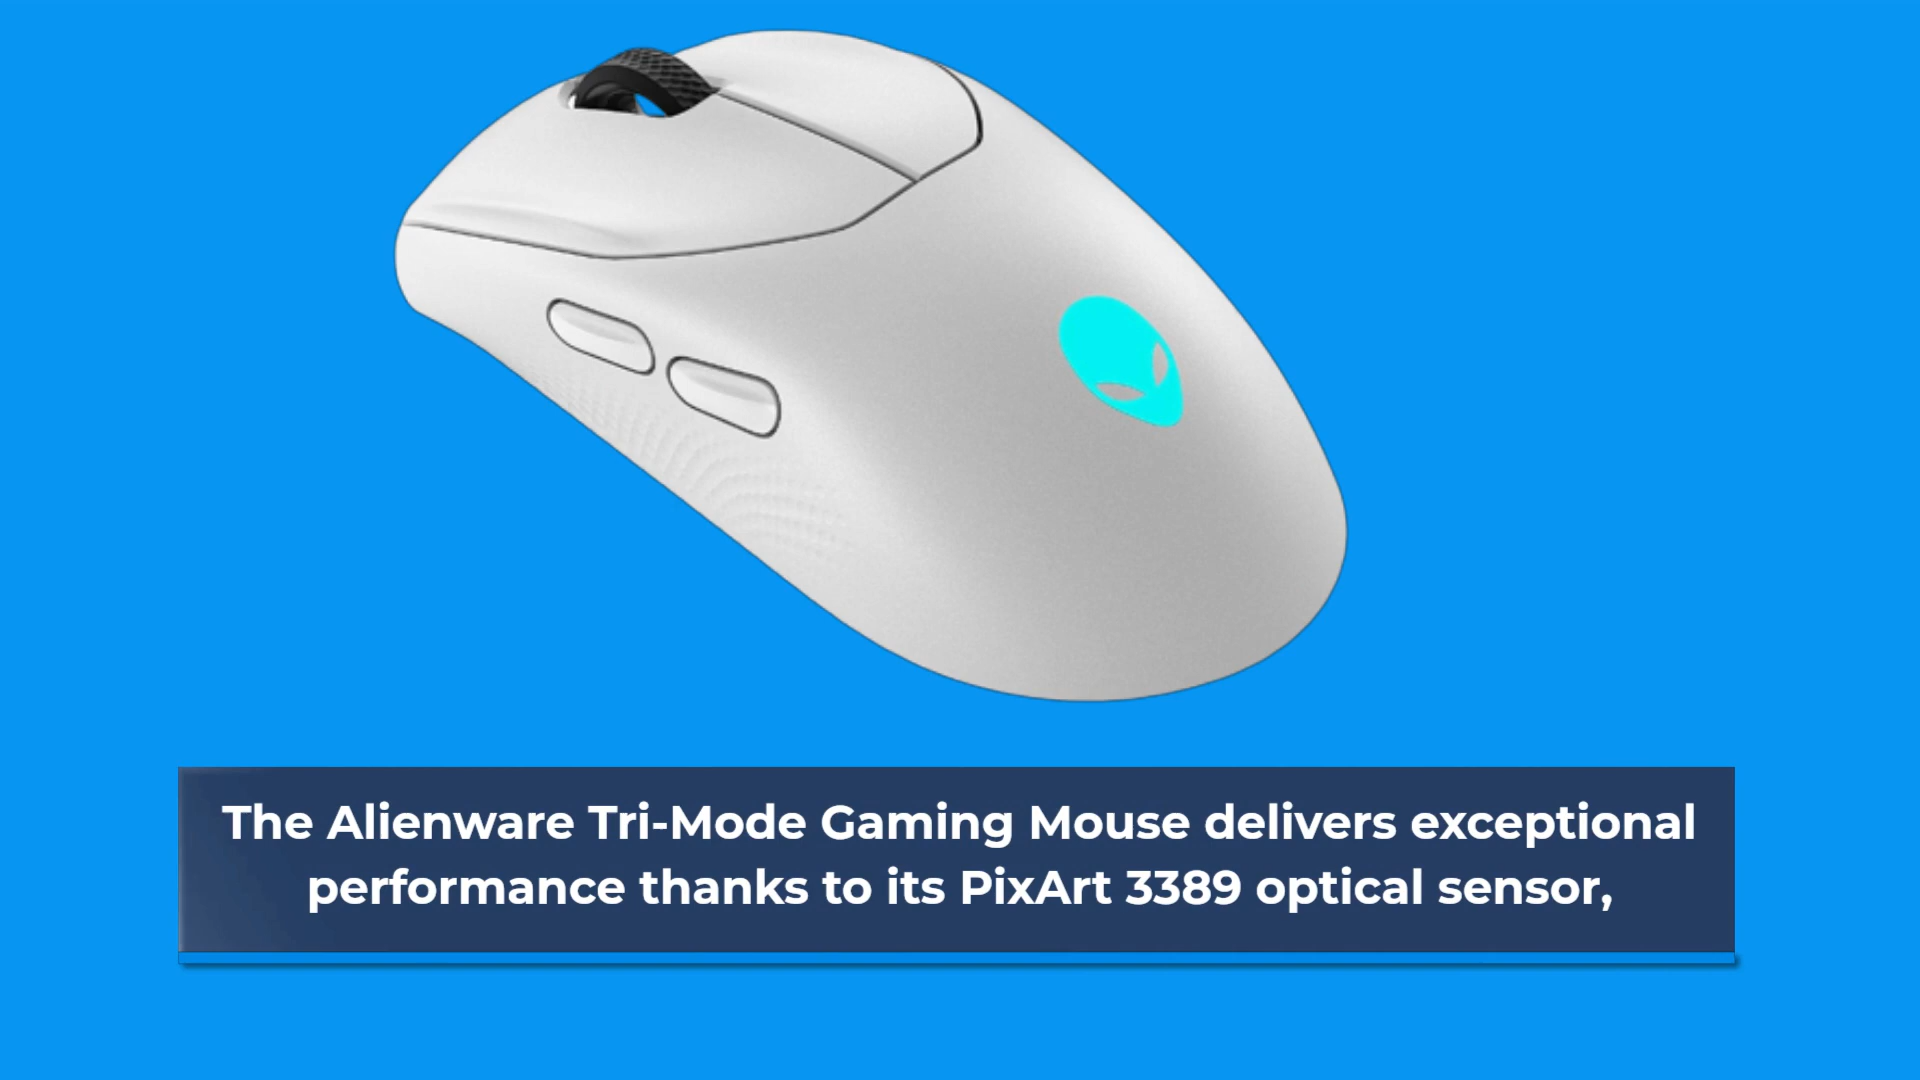 The Alienware Tri-Mode Gaming Mouse delivers exceptional
performance thanks to its PixArt 3389 optical sensor,